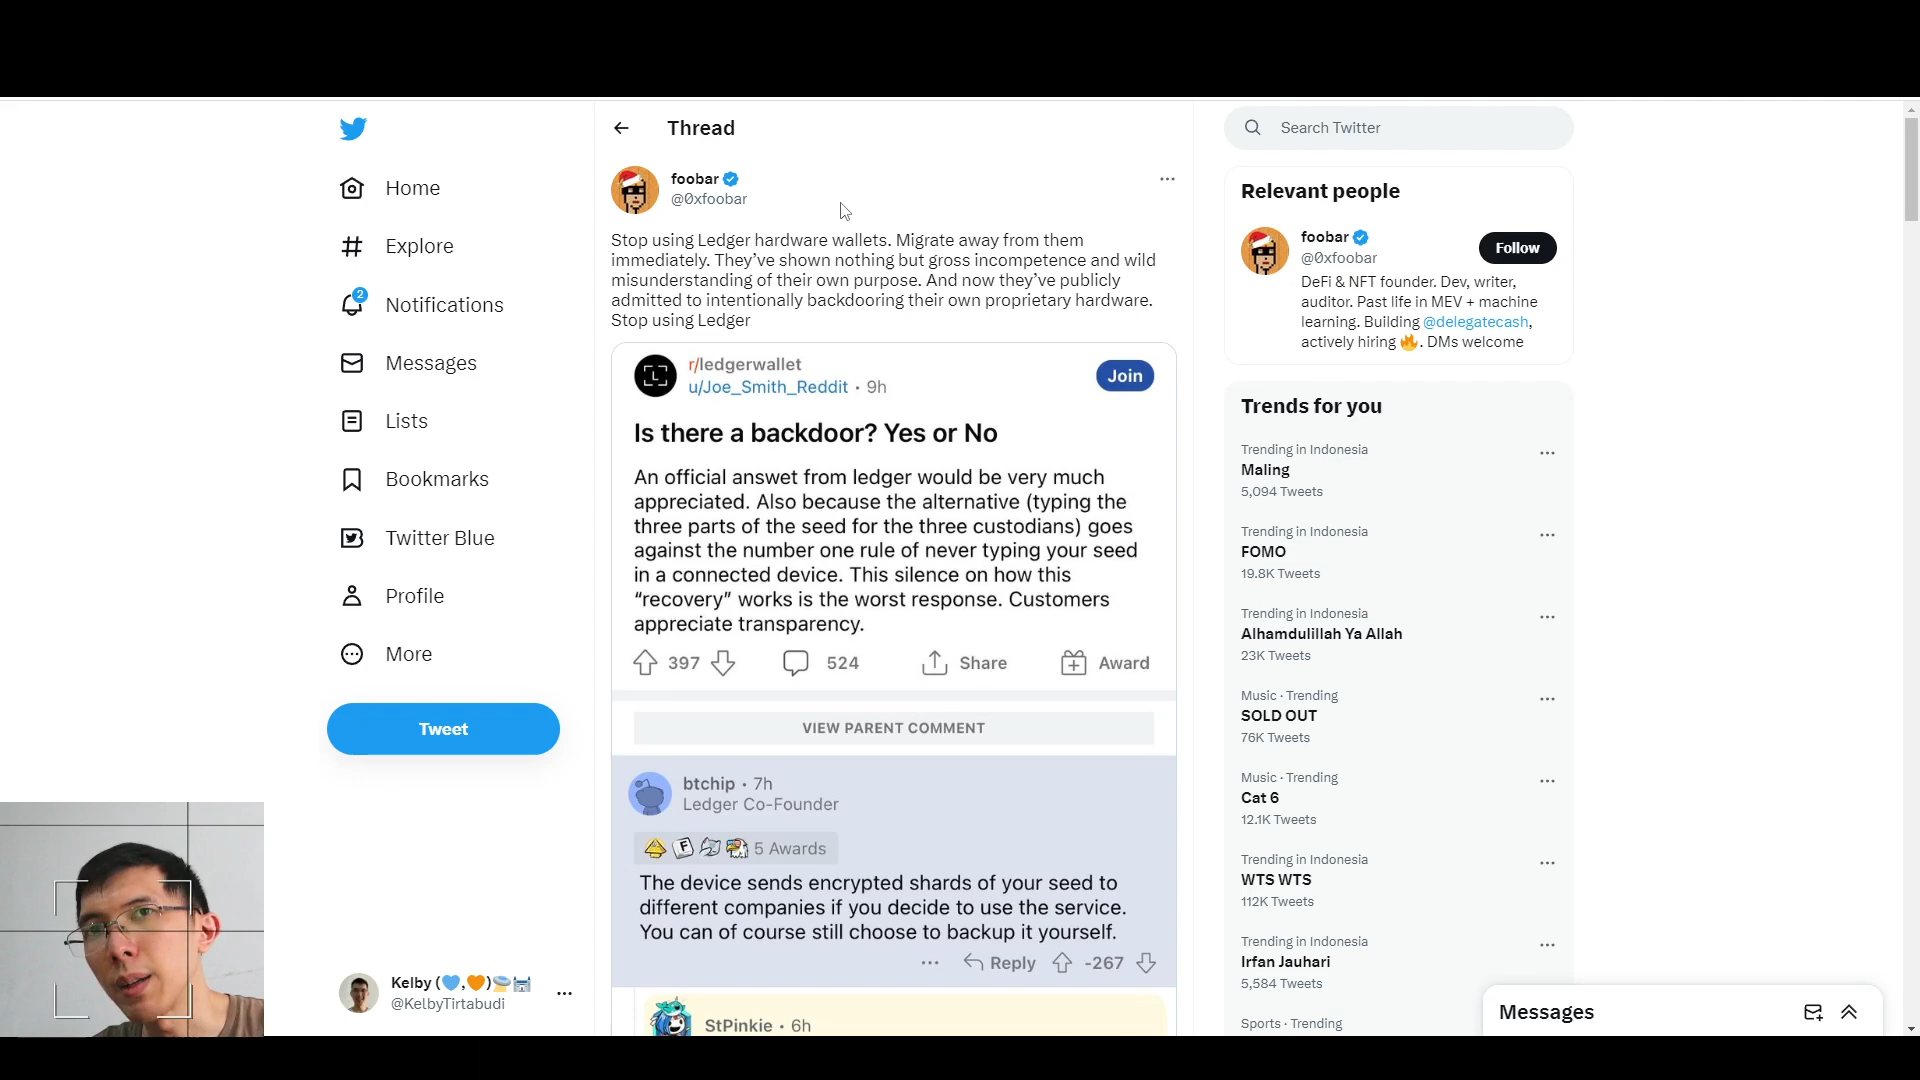 Home
Explore
2
Notifications
Messages
Lists
Bookmarks
Twitter Blue
Profile
More
Tweet
Kelby (🩵,🧡)
@KelbyTirtabudi
Thread
foobar
@0xfoobar
Stop using Ledger hardware wallets. Migrate away from them
immediately. They’ve shown nothing but gross incompetence and wild
misunderstanding of their own purpose. And now they’ve publicly
admitted to intentionally backdooring their own proprietary hardware.
Stop using Ledger
r/ledgerwallet
u/Joe_Smith_Reddit · 9h
Join
Is there a backdoor? Yes or No
An official answet from ledger would be very much
appreciated. Also because the alternative (typing the
three parts of the seed for the three custodians) goes
against the number one rule of never typing your seed
in a connected device. This silence on how this
“recovery” works is the worst response. Customers
appreciate transparency.
397
524
Share
Award
VIEW PARENT COMMENT
btchip · 7h
Ledger Co-Founder
F
5 Awards
The device sends encrypted shards of your seed to
different companies if you decide to use the service.
You can of course still choose to backup it yourself.
Reply
-267
StPinkie · 6h
Search Twitter
Relevant people
foobar
@0xfoobar
Follow
DeFi & NFT founder. Dev, writer,
auditor. Past life in MEV + machine
learning. Building @delegatecash,
actively hiring 🔥. DMs welcome
Trends for you
Trending in Indonesia
Maling
5,094 Tweets
Trending in Indonesia
FOMO
19.8K Tweets
Trending in Indonesia
Alhamdulillah Ya Allah
23K Tweets
Music · Trending
SOLD OUT
76K Tweets
Music · Trending
Cat 6
12.1K Tweets
Trending in Indonesia
WTS WTS
112K Tweets
Trending in Indonesia
Irfan Jauhari
5,584 Tweets
Sports · Trending
Messages